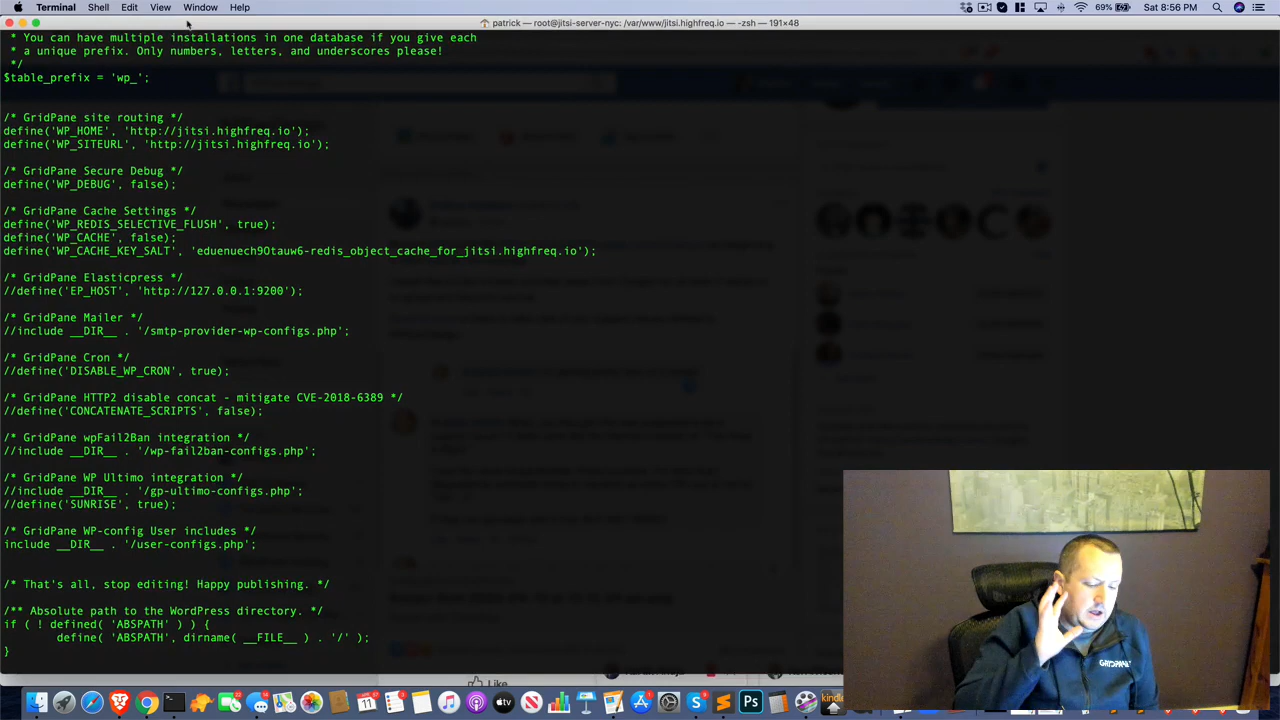 Terminal Shell Edit View Window Help
69% Sat 8:56 PM
patrick — root@jitsi-server-nyc: /var/www/jitsi.highfreq.io — -zsh — 191×48
* You can have multiple installations in one database if you give each
* a unique prefix. Only numbers, letters, and underscores please!
*/
$table_prefix = 'wp_';
/* GridPane site routing */
define('WP_HOME', 'http://jitsi.highfreq.io');
define('WP_SITEURL', 'http://jitsi.highfreq.io');
/* GridPane Secure Debug */
define('WP_DEBUG', false);
/* GridPane Cache Settings */
define('WP_REDIS_SELECTIVE_FLUSH', true);
define('WP_CACHE', false);
define('WP_CACHE_KEY_SALT', 'eduenuech9Otauw6-redis_object_cache_for_jitsi.highfreq.io');
/* GridPane Elasticpress */
//define('EP_HOST', 'http://127.0.0.1:9200');
/* GridPane Mailer */
//include __DIR__ . '/smtp-provider-wp-configs.php';
/* GridPane Cron */
//define('DISABLE_WP_CRON', true);
/* GridPane HTTP2 disable concat - mitigate CVE-2018-6389 */
//define('CONCATENATE_SCRIPTS', false);
/* GridPane wpFail2Ban integration */
//include __DIR__ . '/wp-fail2ban-configs.php';
/* GridPane WP Ultimo integration */
//include __DIR__ . '/gp-ultimo-configs.php';
//define('SUNRISE', true);
/* GridPane WP-config User includes */
include __DIR__ . '/user-configs.php';
/* That's all, stop editing! Happy publishing. */
/** Absolute path to the WordPress directory. */
if ( ! defined( 'ABSPATH' ) ) {
define( 'ABSPATH', dirname( __FILE__ ) . '/' );
}
GRIDPANE
Like
kindle
Ps